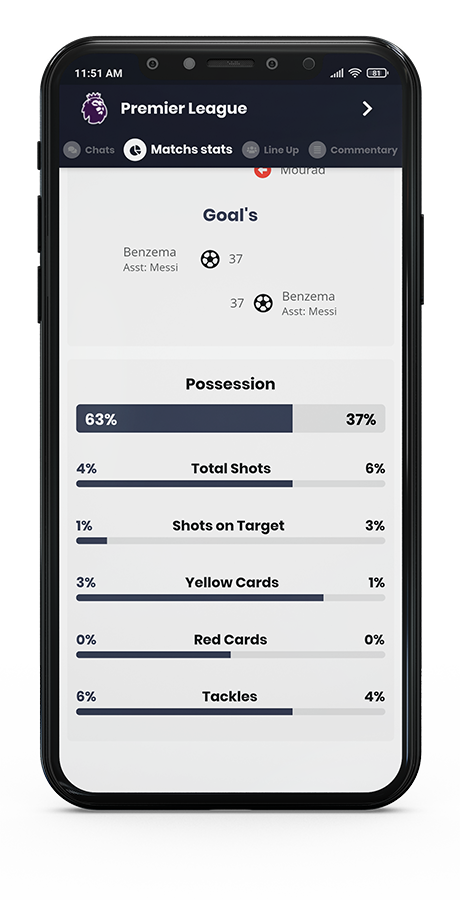 11:51 AM
81
Premier League
Chats
Matchs stats
Line Up
Commentary
Mourad
Goal's
Benzema
37
Asst: Messi
37
Benzema
Asst: Messi
Possession
63%
37%
4% Total Shots 6%
1% Shots on Target 3%
3% Yellow Cards 1%
0% Red Cards 0%
6% Tackles 4%